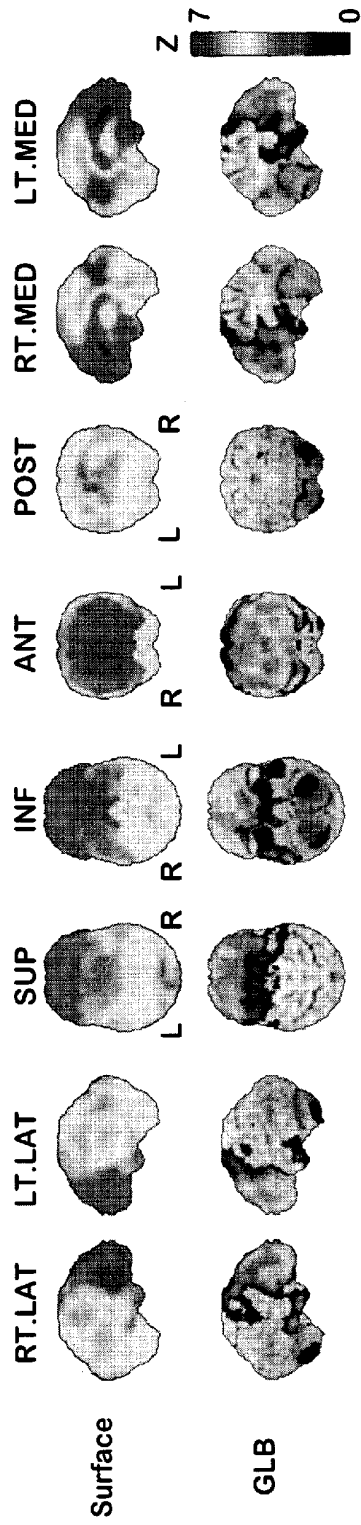 RT.LAT LT.LAT SUP INF ANT POST RT.MED LT.MED
Surface
L R R L R L L R
Z
7
0
GLB